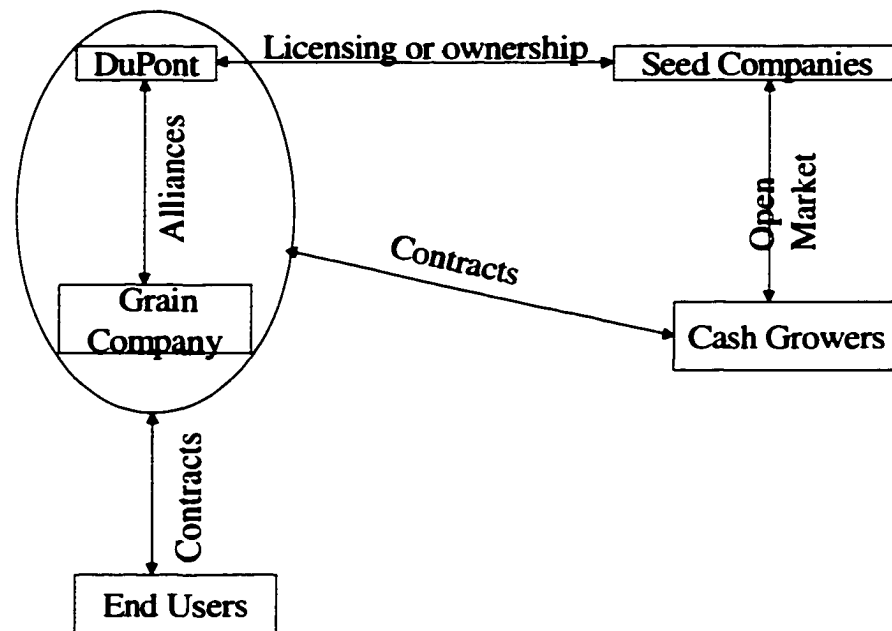 Licensing or ownership
DuPont
Seed Companies
Alliances
Open
Market
Contracts
Grain
Company
Cash Growers
Contracts
End Users